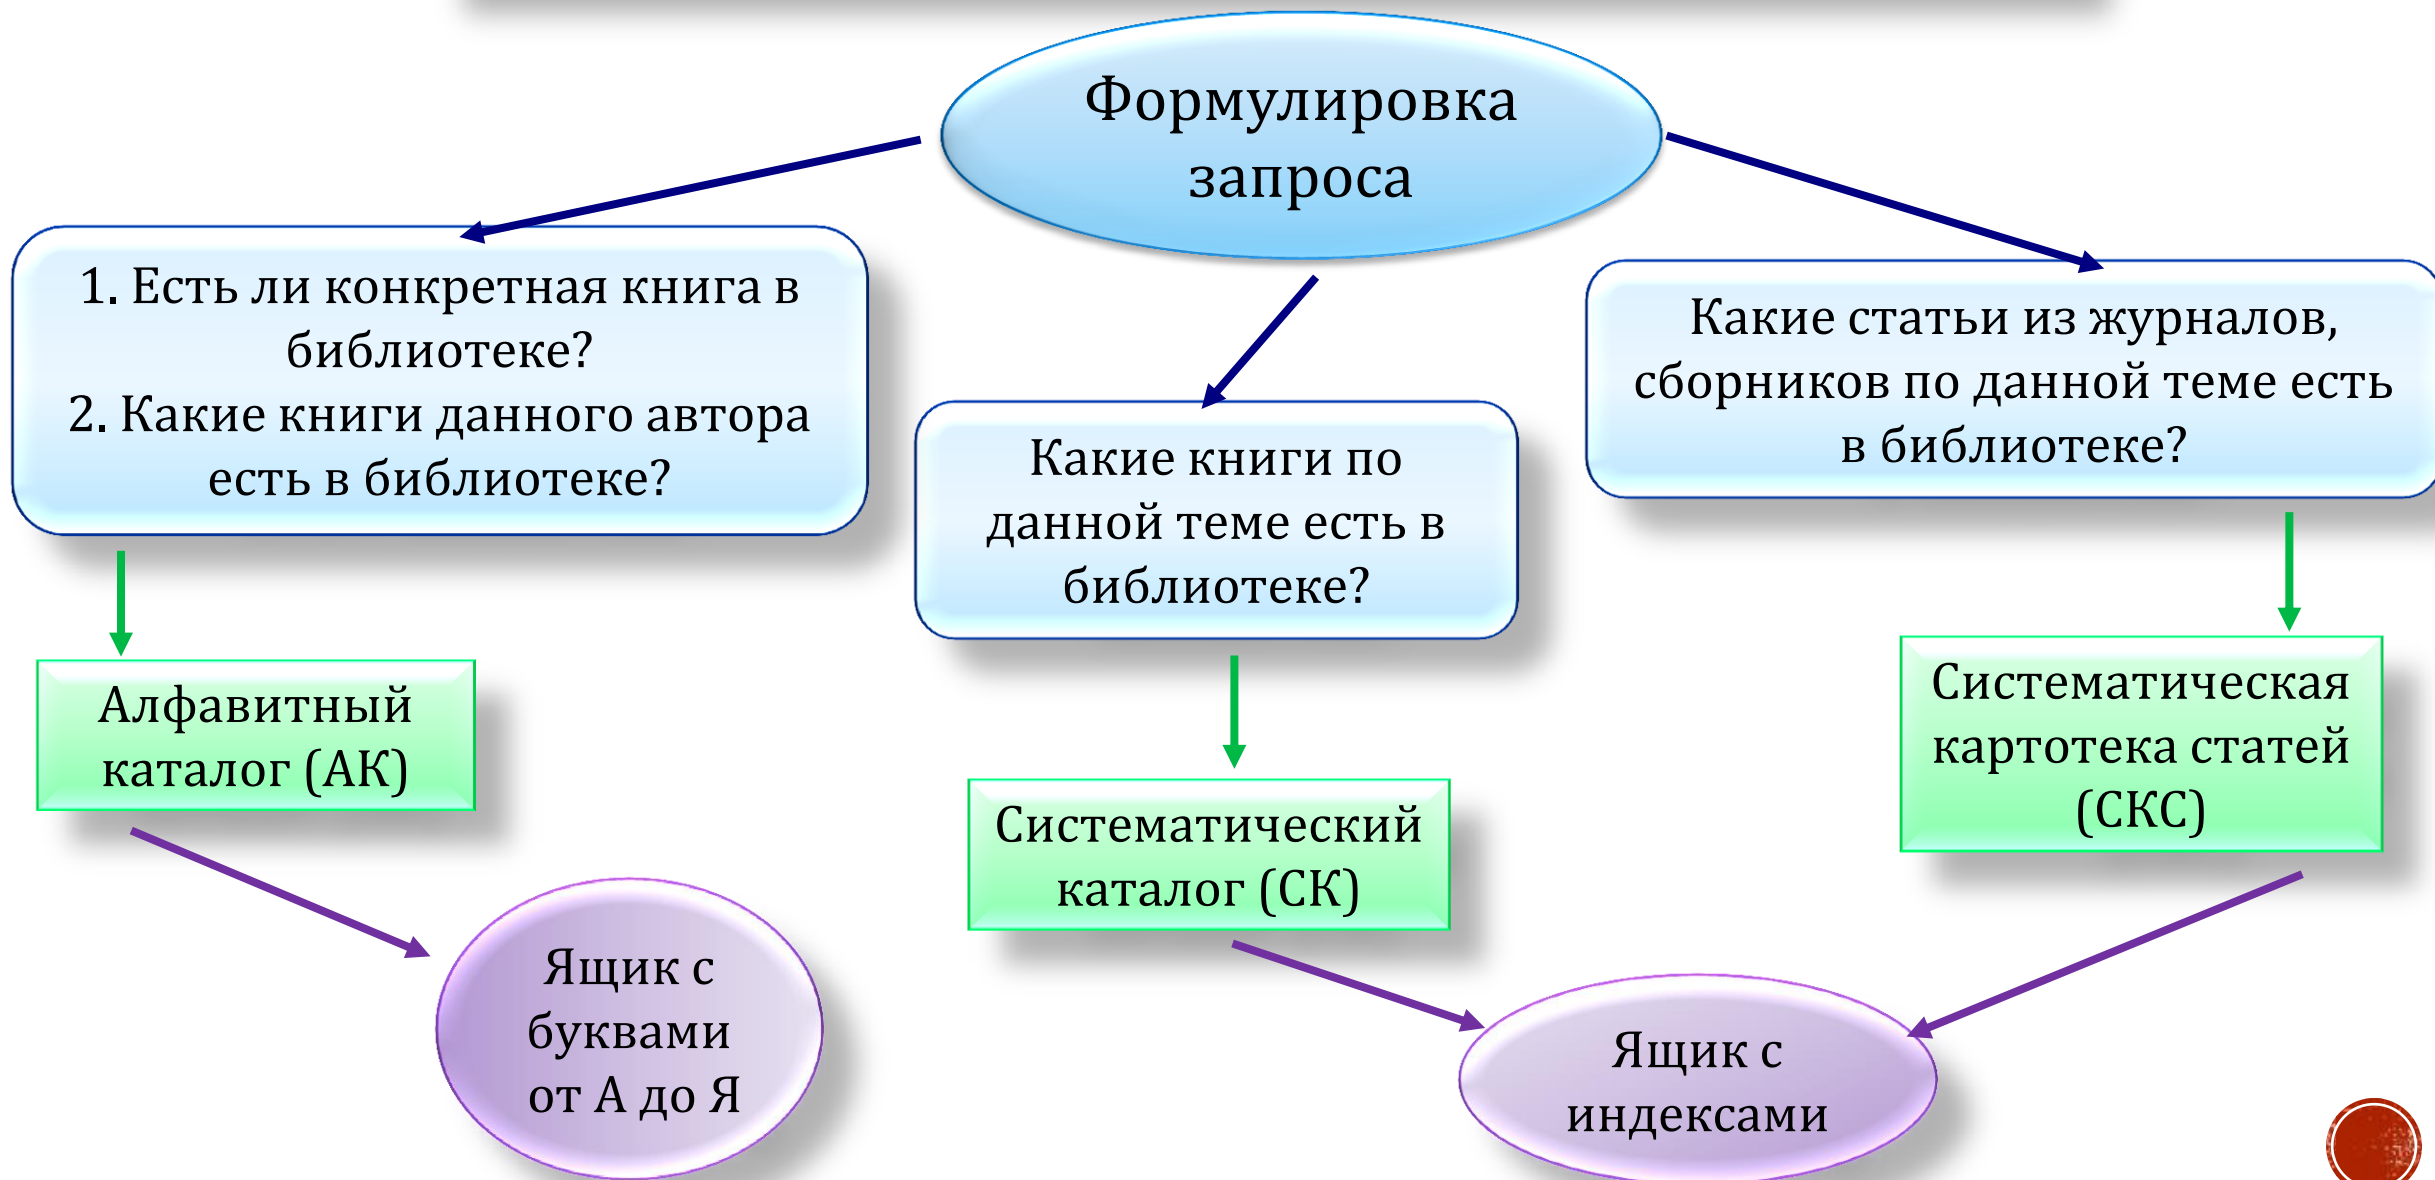 Формулировка
запроса
1. Есть ли конкретная книга в
библиотеке?
2. Какие книги данного автора
есть в библиотеке?
Какие книги по
данной теме есть в
библиотеке?
Какие статьи из журналов,
сборников по данной теме есть
в библиотеке?
Алфавитный
каталог (АК)
Систематический
каталог (СК)
Систематическая
картотека статей
(СКС)
Ящик с
буквами
от А до Я
Ящик с
индексами